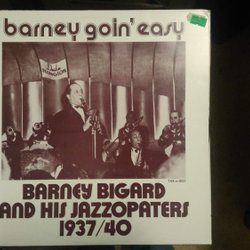 barney goin' easy
BARNEY BIGARD
AND HIS JAZZOPATERS
1937/40